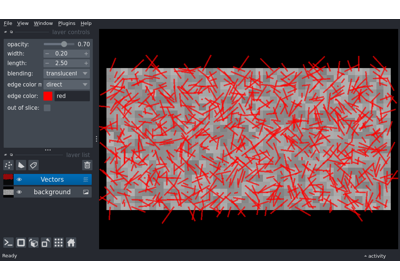 File View Window Plugins Help
layer controls
opacity: 0.70
width: 0.20
length: 2.50
blending: translucent
edge color m direct
edge color: red
out of slice:
layer list
Vectors
background
Ready
activity